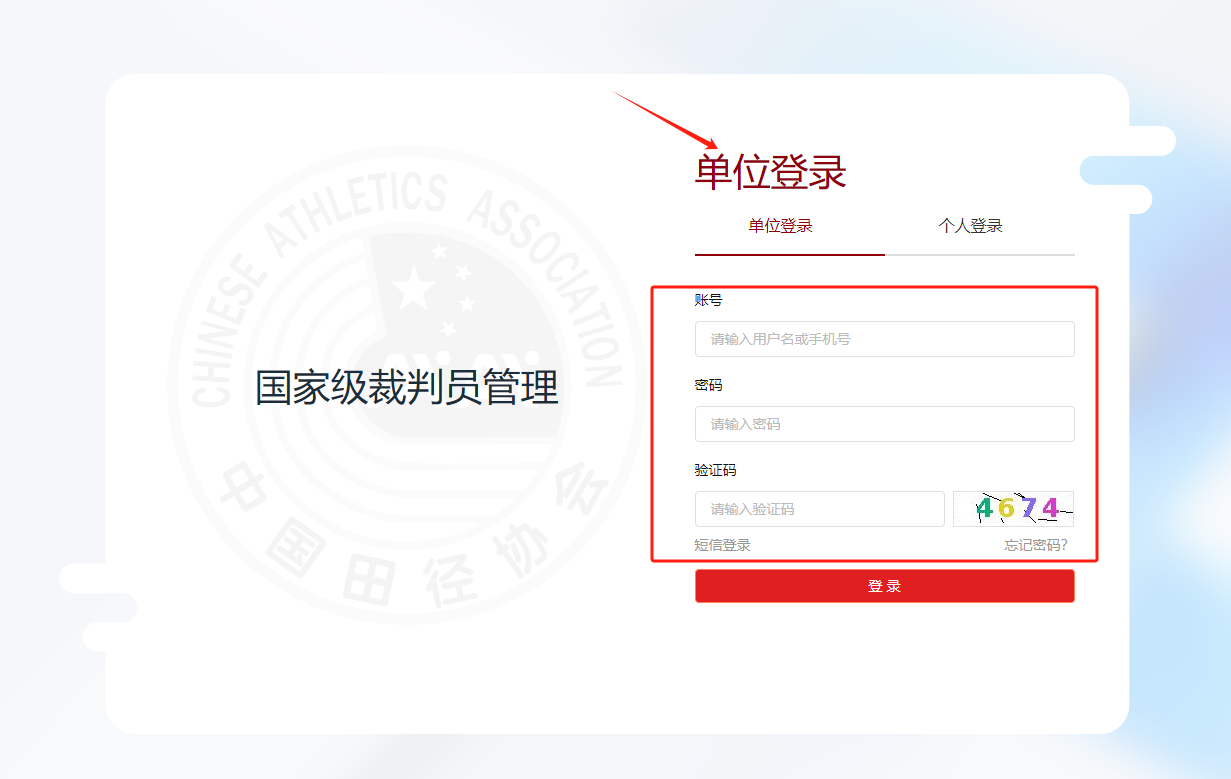 CHINESE ATHLETICS ASSOCIATION
中国田径协会
国家级裁判员管理
单位登录
单位登录 个人登录
账号
请输入用户名或手机号
密码
请输入密码
验证码
请输入验证码 4674
短信登录 忘记密码?
登 录